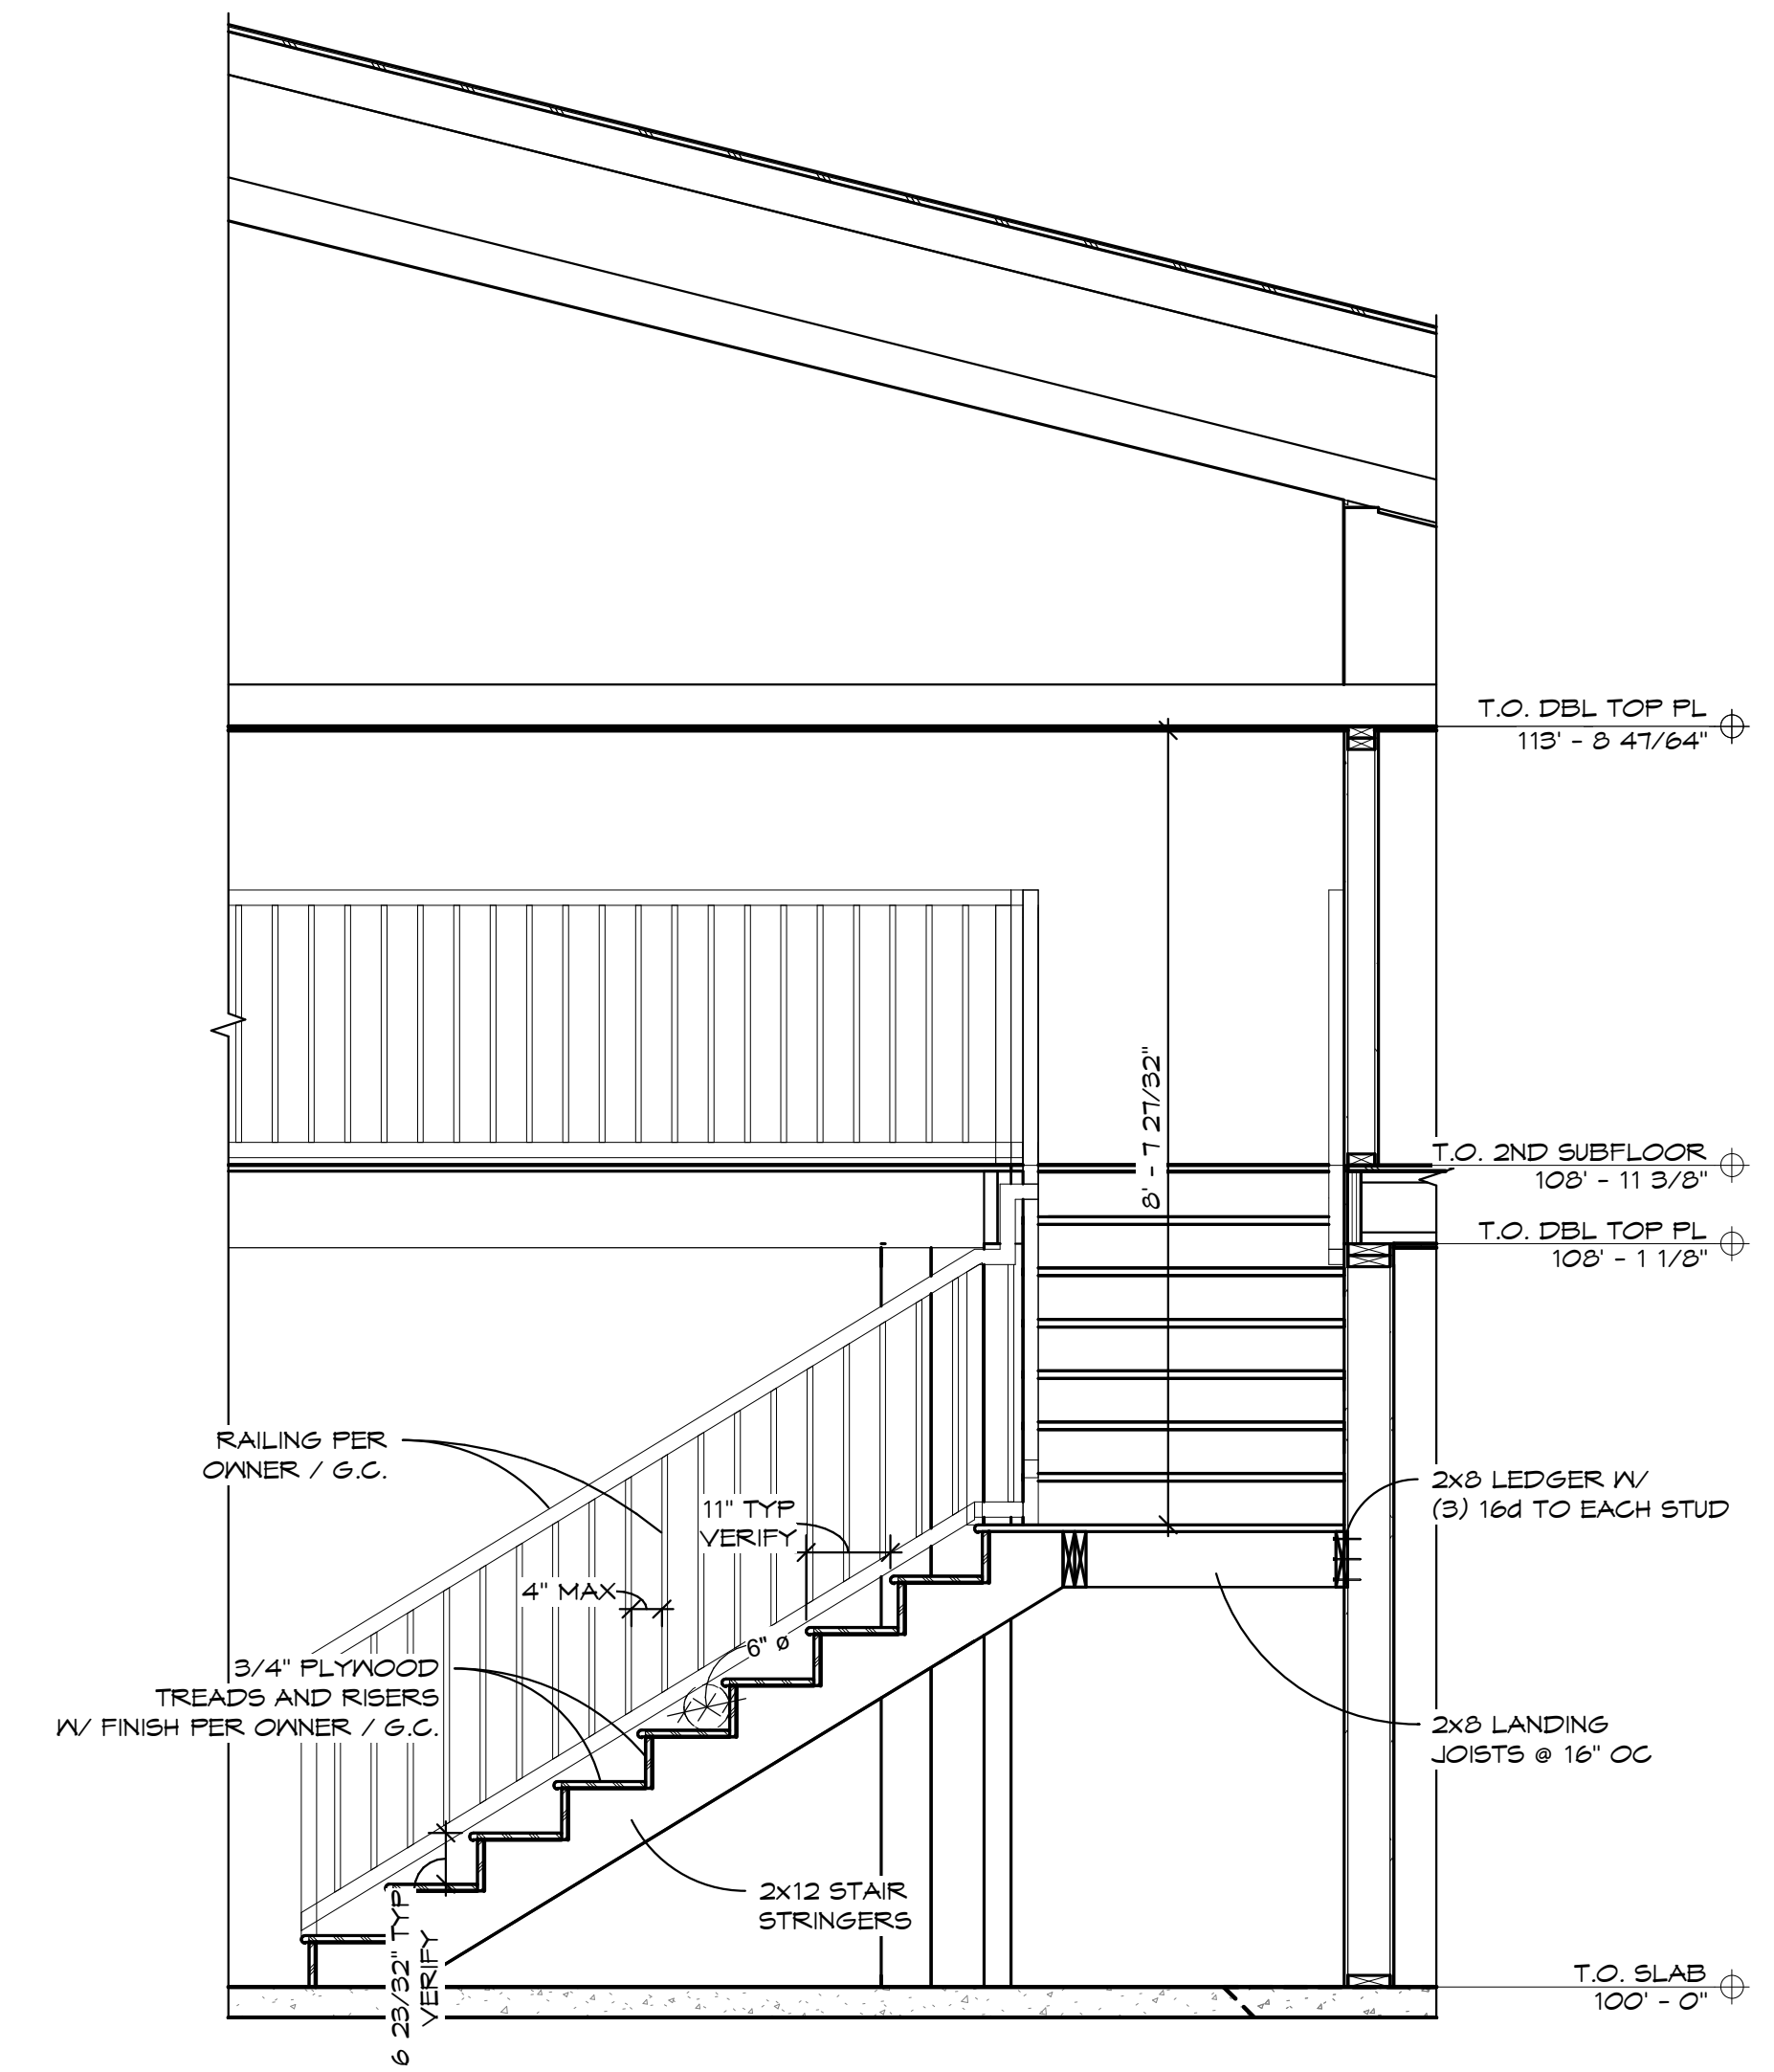 T.O. DBL TOP PL
113' - 8 47/64"
8' - 7 27/32"
T.O. 2ND SUBFLOOR
108' - 11 3/8"
T.O. DBL TOP PL
108' - 1 1/8"
RAILING PER
OWNER / G.C.
2x8 LEDGER W/
(3) 16d TO EACH STUD
11" TYP
VERIFY
4" MAX
6" ø
3/4" PLYWOOD
TREADS AND RISERS
W/ FINISH PER OWNER / G.C.
2x8 LANDING
JOISTS @ 16" OC
2x12 STAIR
STRINGERS
6 23/32" TYP
VERIFY
T.O. SLAB
100' - 0"